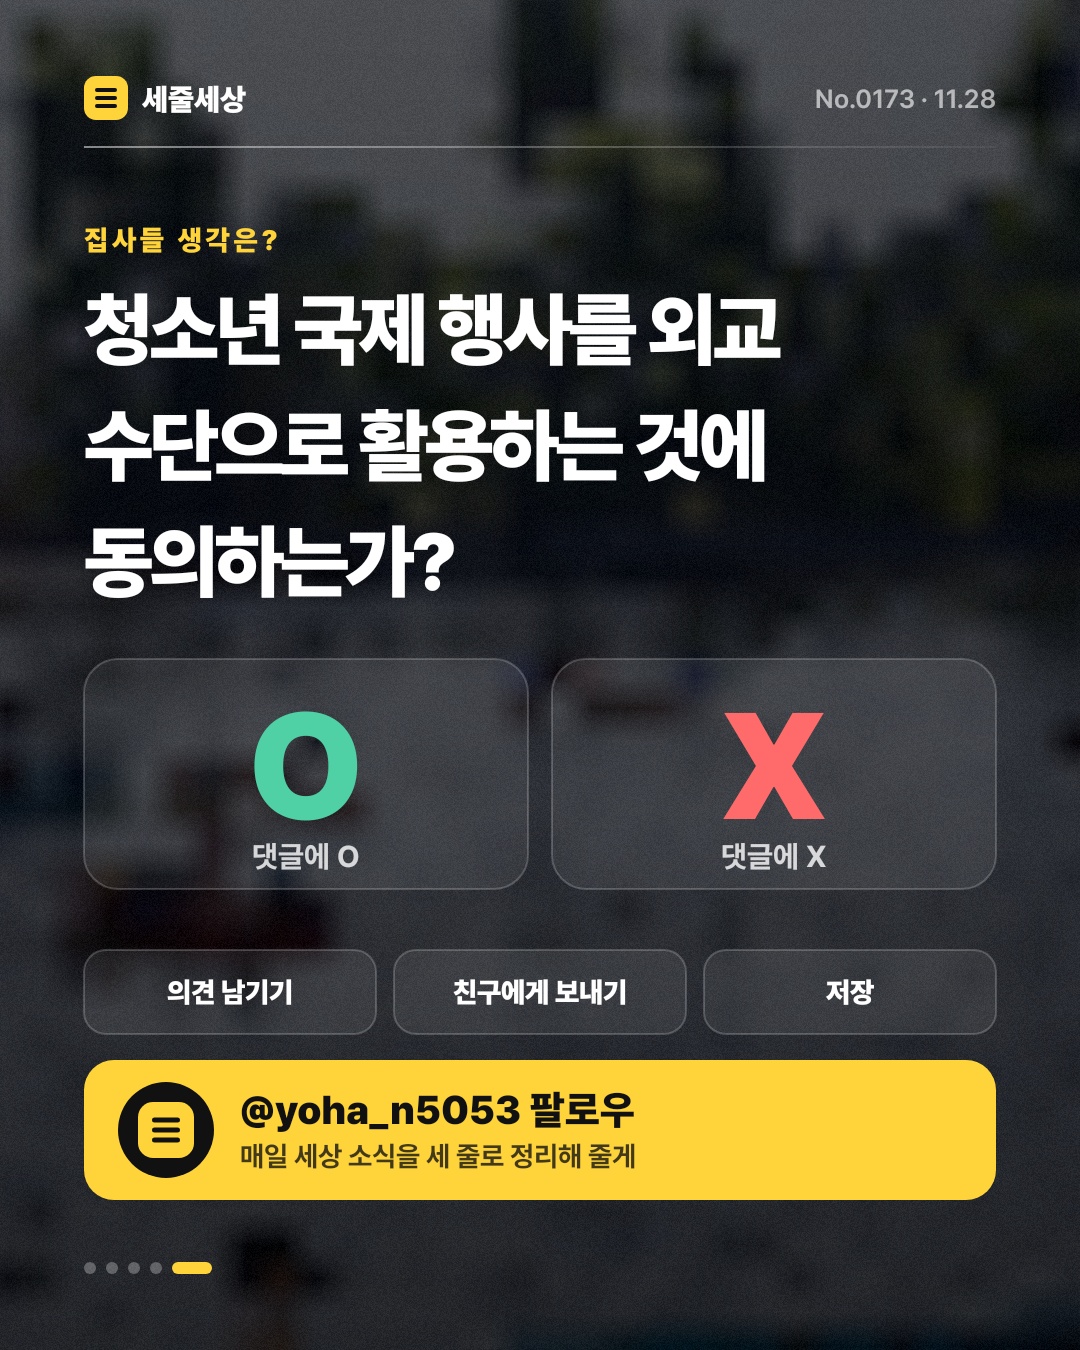 세줄세상
No.0173 · 11.28
집사들 생각은?
청소년 국제 행사를 외교
수단으로 활용하는 것에
동의하는가?
O
댓글에 O
X
댓글에 X
의견 남기기
친구에게 보내기
저장
@yoha_n5053 팔로우
매일 세상 소식을 세 줄로 정리해 줄게